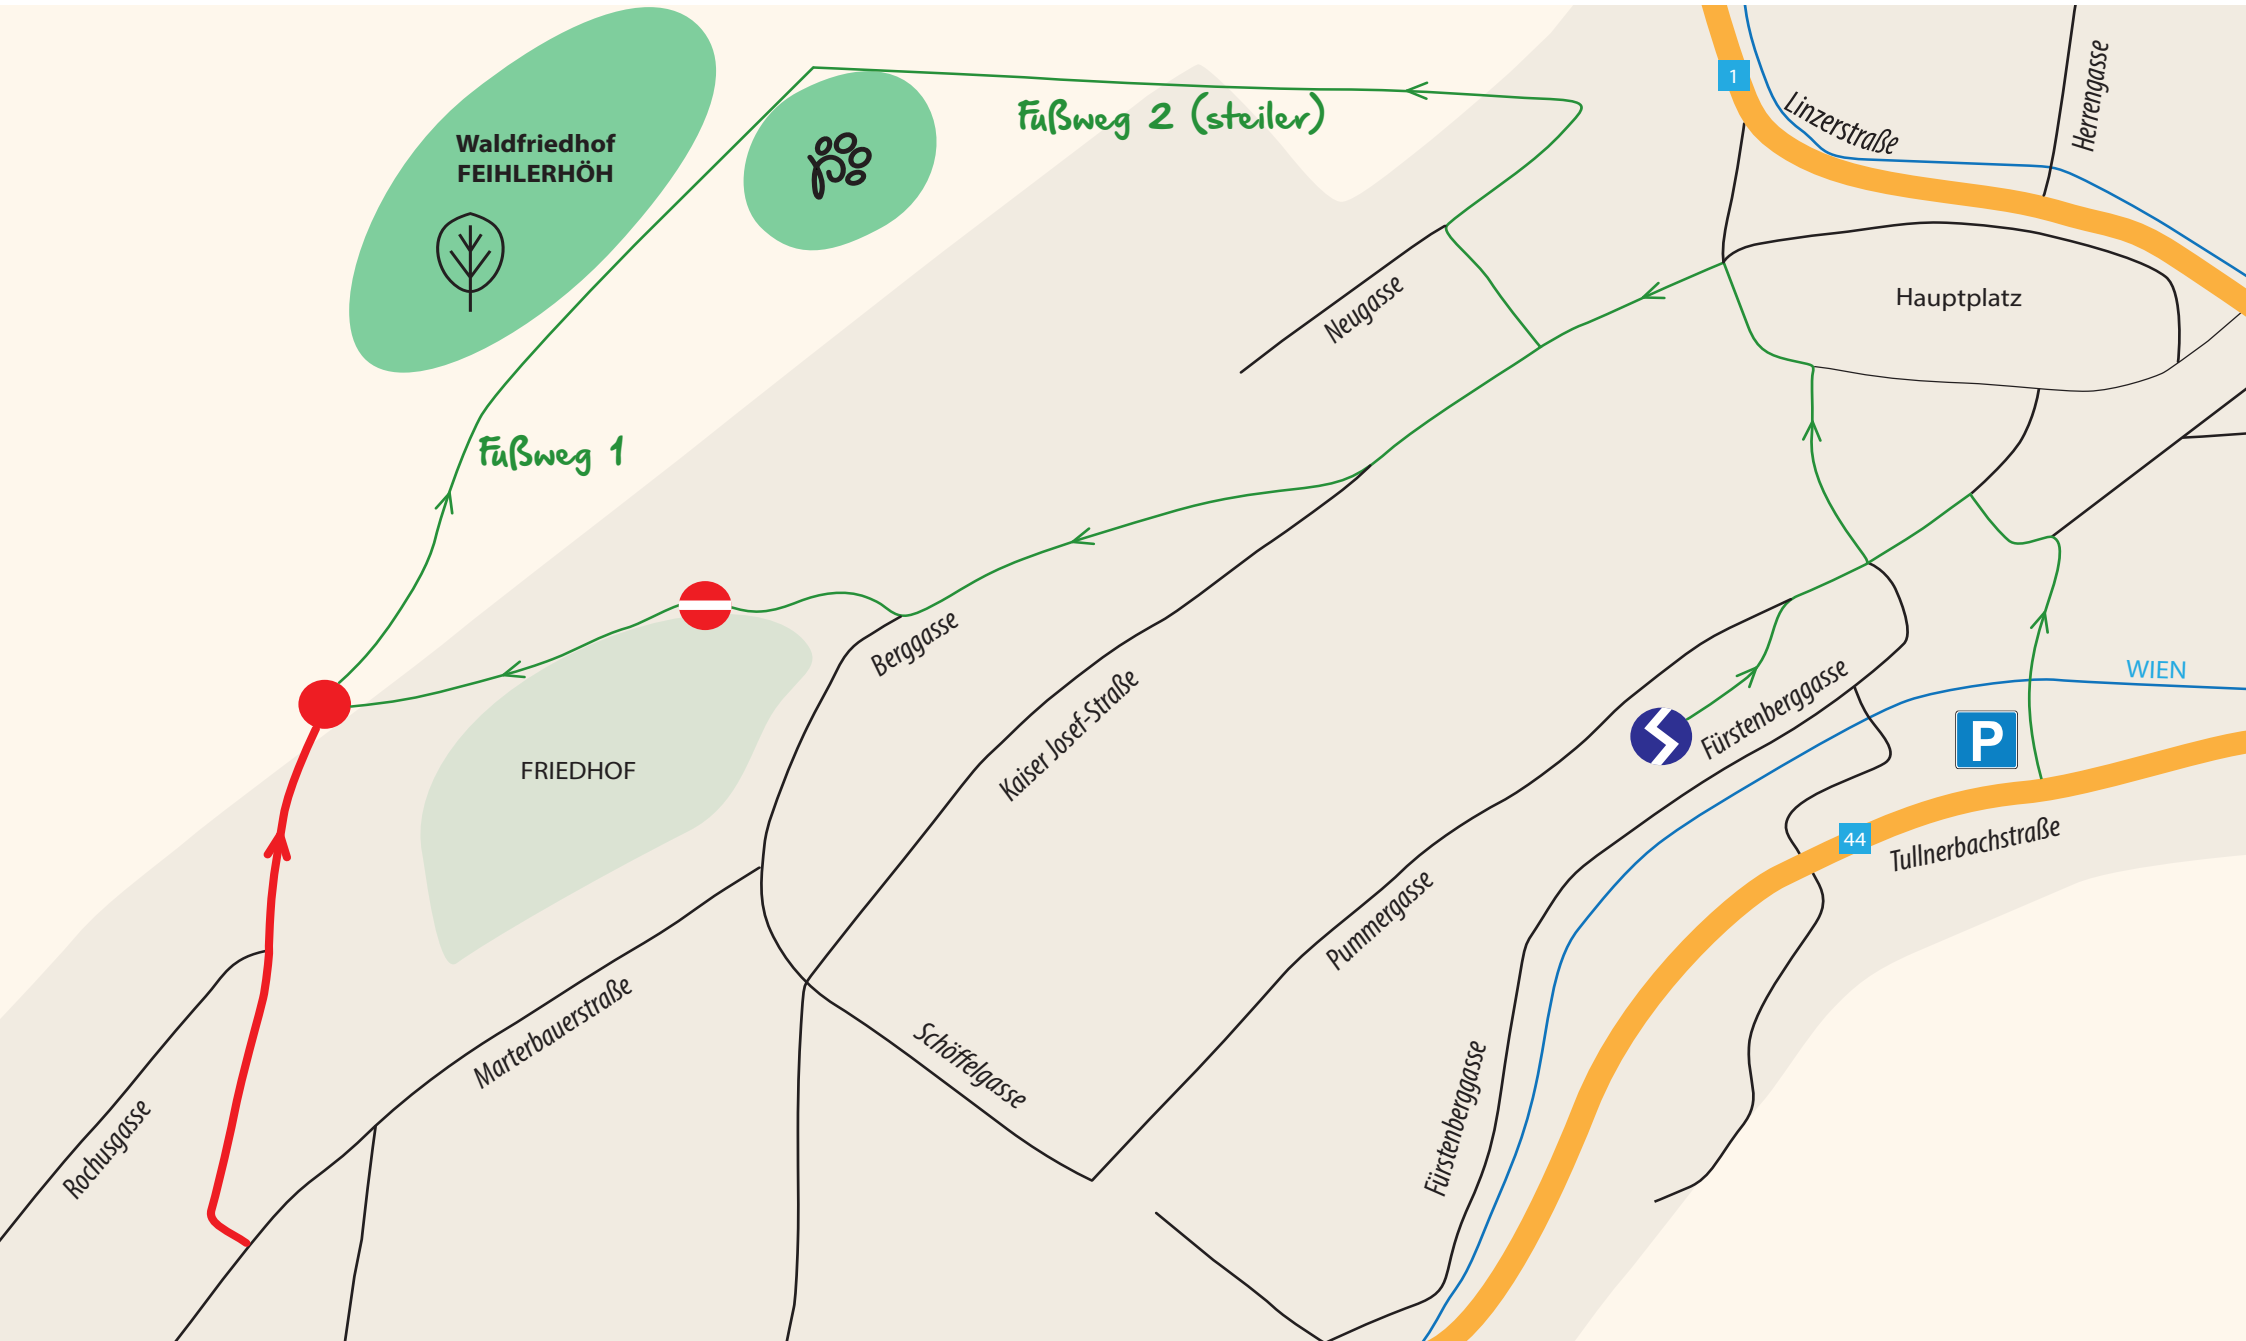 1
Linzerstraße
Herrengasse
Fußweg 2 (steiler)
Waldfriedhof
FEIHLERHÖH
Hauptplatz
Neugasse
Fußweg 1
Berggasse
Kaiser Josef-Straße
Fürstenberggasse
WIEN
P
FRIEDHOF
44
Tullnerbachstraße
Pummergasse
Marterbauerstraße
Schöffelgasse
Rochusgasse
Fürstenberggasse